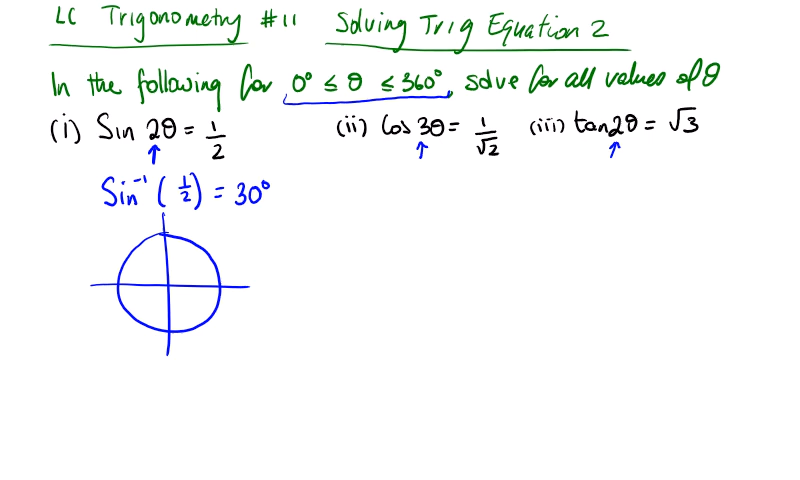 LC Trigonometry #11 Solving Trig Equation 2
In the following for 0° ≤ θ ≤ 360°, solve for all values of θ
(i) Sin 2θ = 1/2 (ii) Cos 3θ = 1/√2 (iii) tan 2θ = √3
Sin⁻¹ (1/2) = 30°